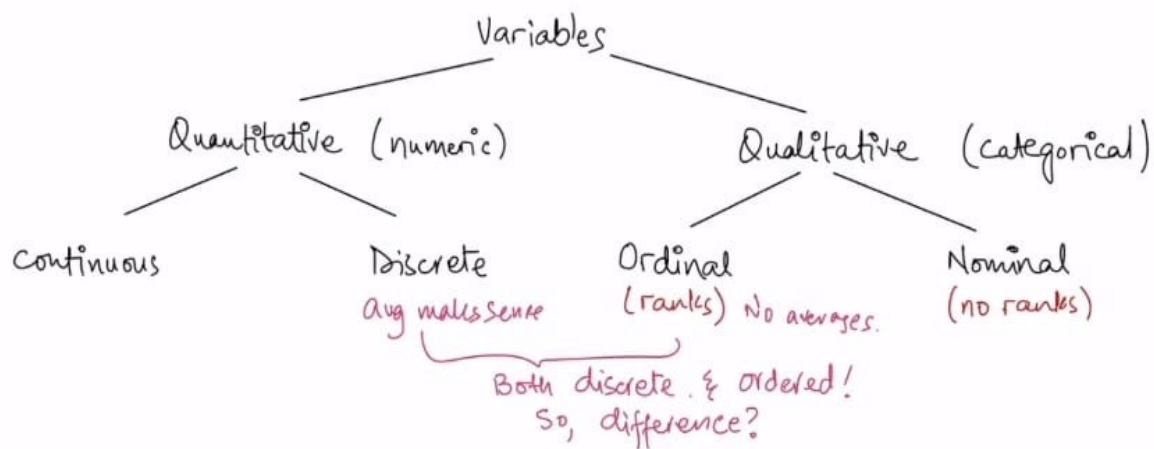 Variables
Quantitative (numeric)
Qualitative (categorical)
Continuous
Discrete
Ordinal
Nominal
avg makes sense
(ranks) No averages.
(no ranks)
Both discrete & ordered!
So, difference?